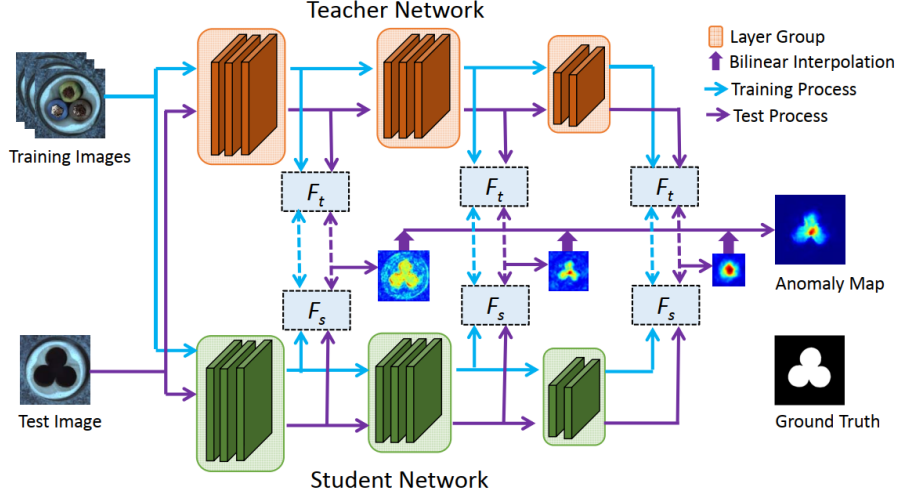 Teacher Network
Layer Group
Bilinear Interpolation
Training Process
Test Process
Training Images
F_t
F_t
F_t
Anomaly Map
F_s
F_s
F_s
Test Image
Ground Truth
Student Network